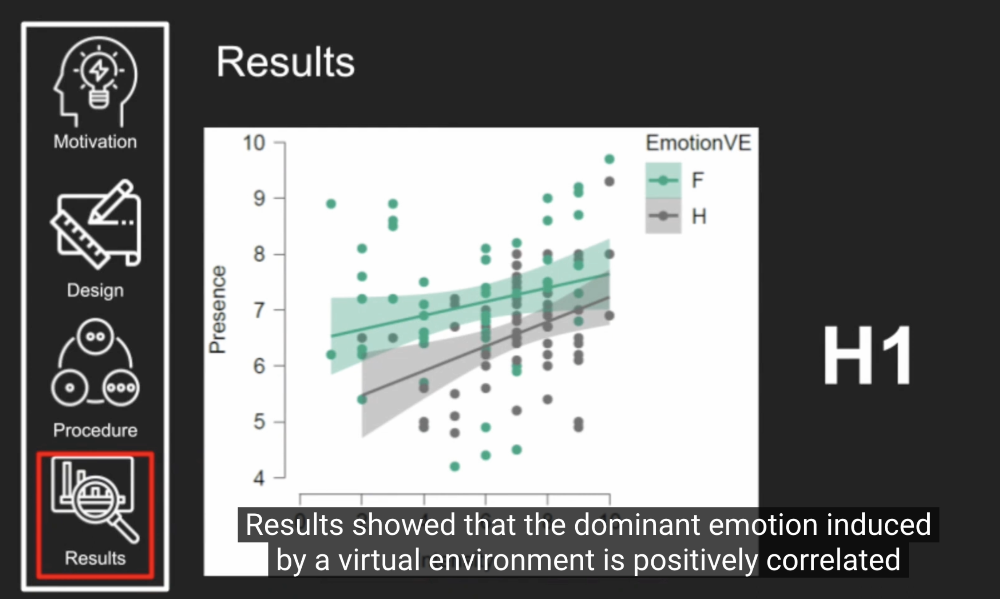 Motivation
Design
Procedure
Results
Results
10
9
8
7
6
5
4
Presence
EmotionVE
F
H
H1
Results showed that the dominant emotion induced
by a virtual environment is positively correlated